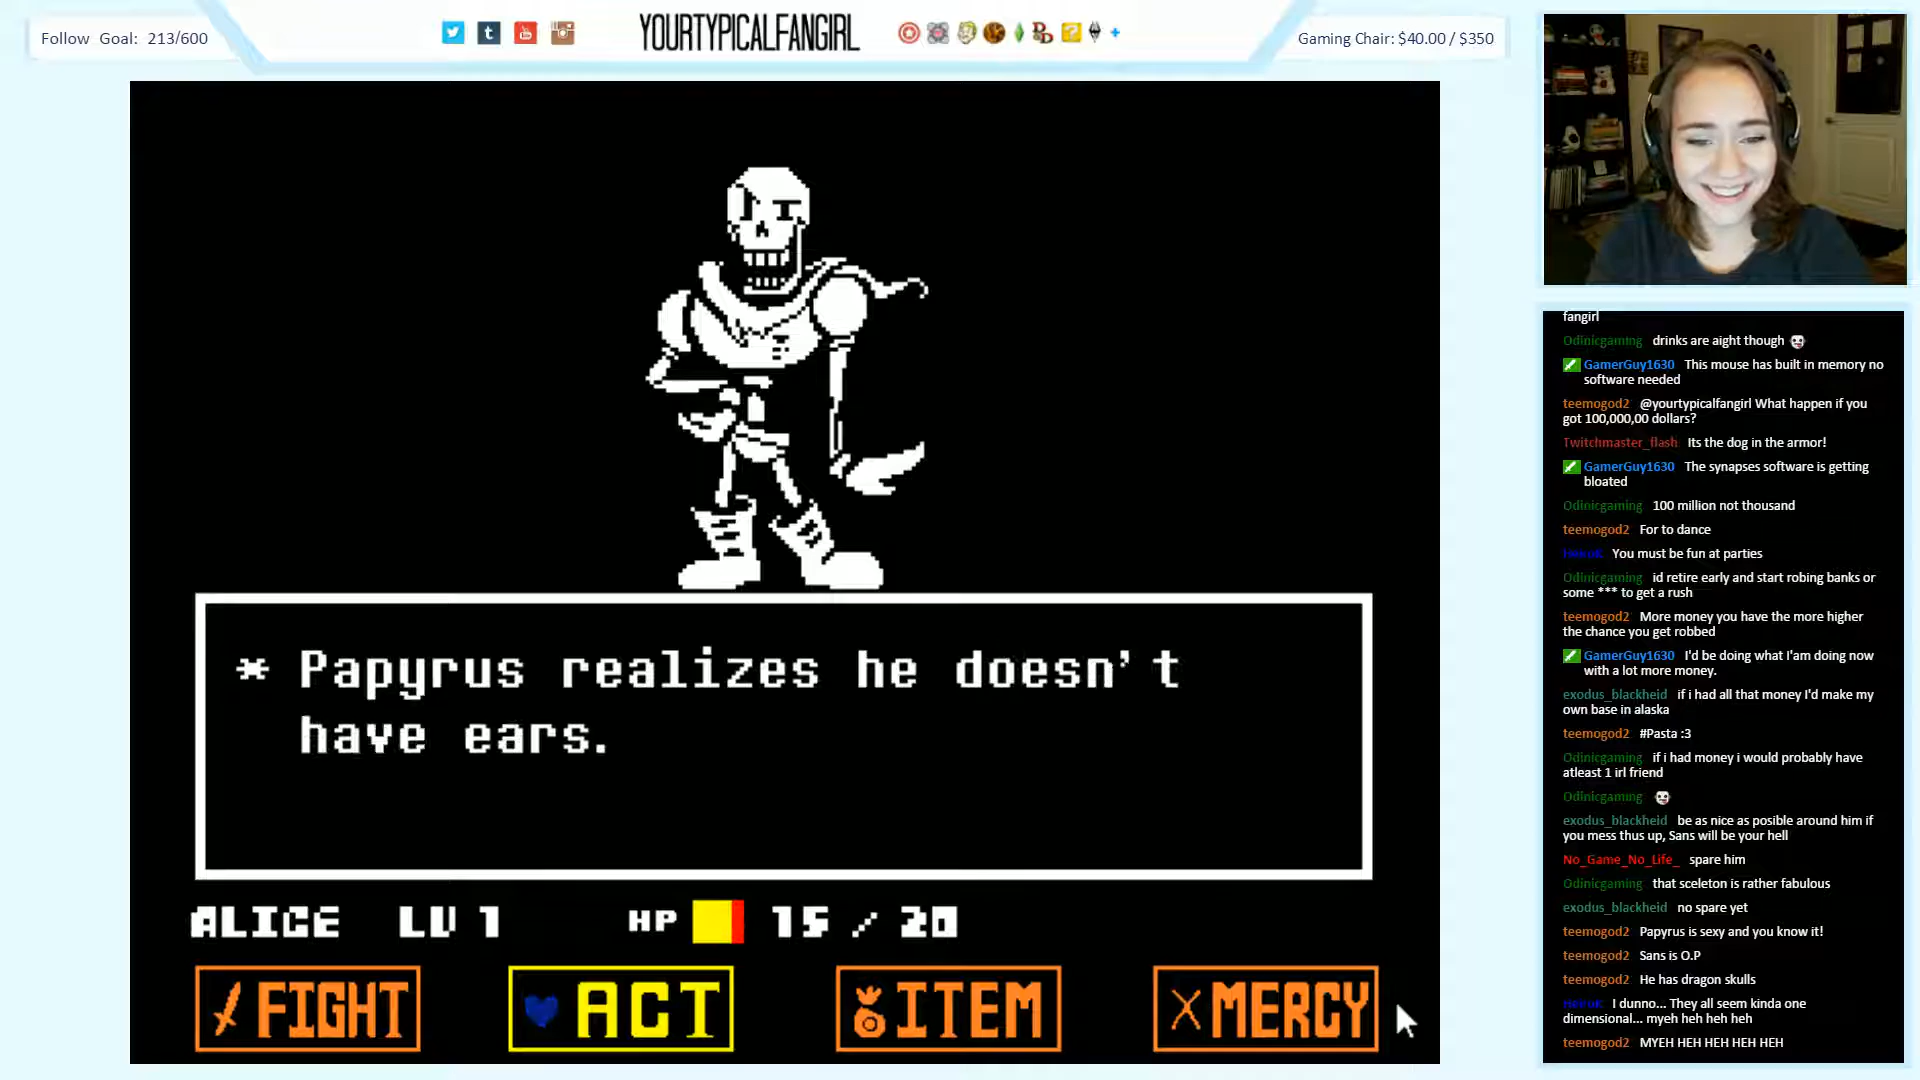 Follow Goal: 213/600
YOURTYPICALFANGIRL
Gaming Chair: $40.00 / $350
* Papyrus realizes he doesn't
have ears.
ALICE LV 1 HP 15 / 20
FIGHT ACT ITEM MERCY
fangirl
Odinicgaming drinks are aight though
GamerGuy1630 This mouse has built in memory no
software needed
teemogod2 @yourtypicalfangirl What happen if you
got 100,000,00 dollars?
Twitchmaster_flash Its the dog in the armor!
GamerGuy1630 The synapses software is getting
bloated
Odinicgaming 100 million not thousand
teemogod2 For to dance
You must be fun at parties
Odinicgaming id retire early and start robing banks or
some *** to get a rush
teemogod2 More money you have the more higher
the chance you get robbed
GamerGuy1630 I'd be doing what I'am doing now
with a lot more money.
exodus_blackheid if i had all that money I'd make my
own base in alaska
teemogod2 #Pasta :3
Odinicgaming if i had money i would probably have
atleast 1 irl friend
Odinicgaming
exodus_blackheid be as nice as posible around him if
you mess thus up, Sans will be your hell
No_Game_No_Life_ spare him
Odinicgaming that sceleton is rather fabulous
exodus_blackheid no spare yet
teemogod2 Papyrus is sexy and you know it!
teemogod2 Sans is O.P
teemogod2 He has dragon skulls
I dunno... They all seem kinda one
dimensional... myeh heh heh heh
teemogod2 MYEH HEH HEH HEH HEH